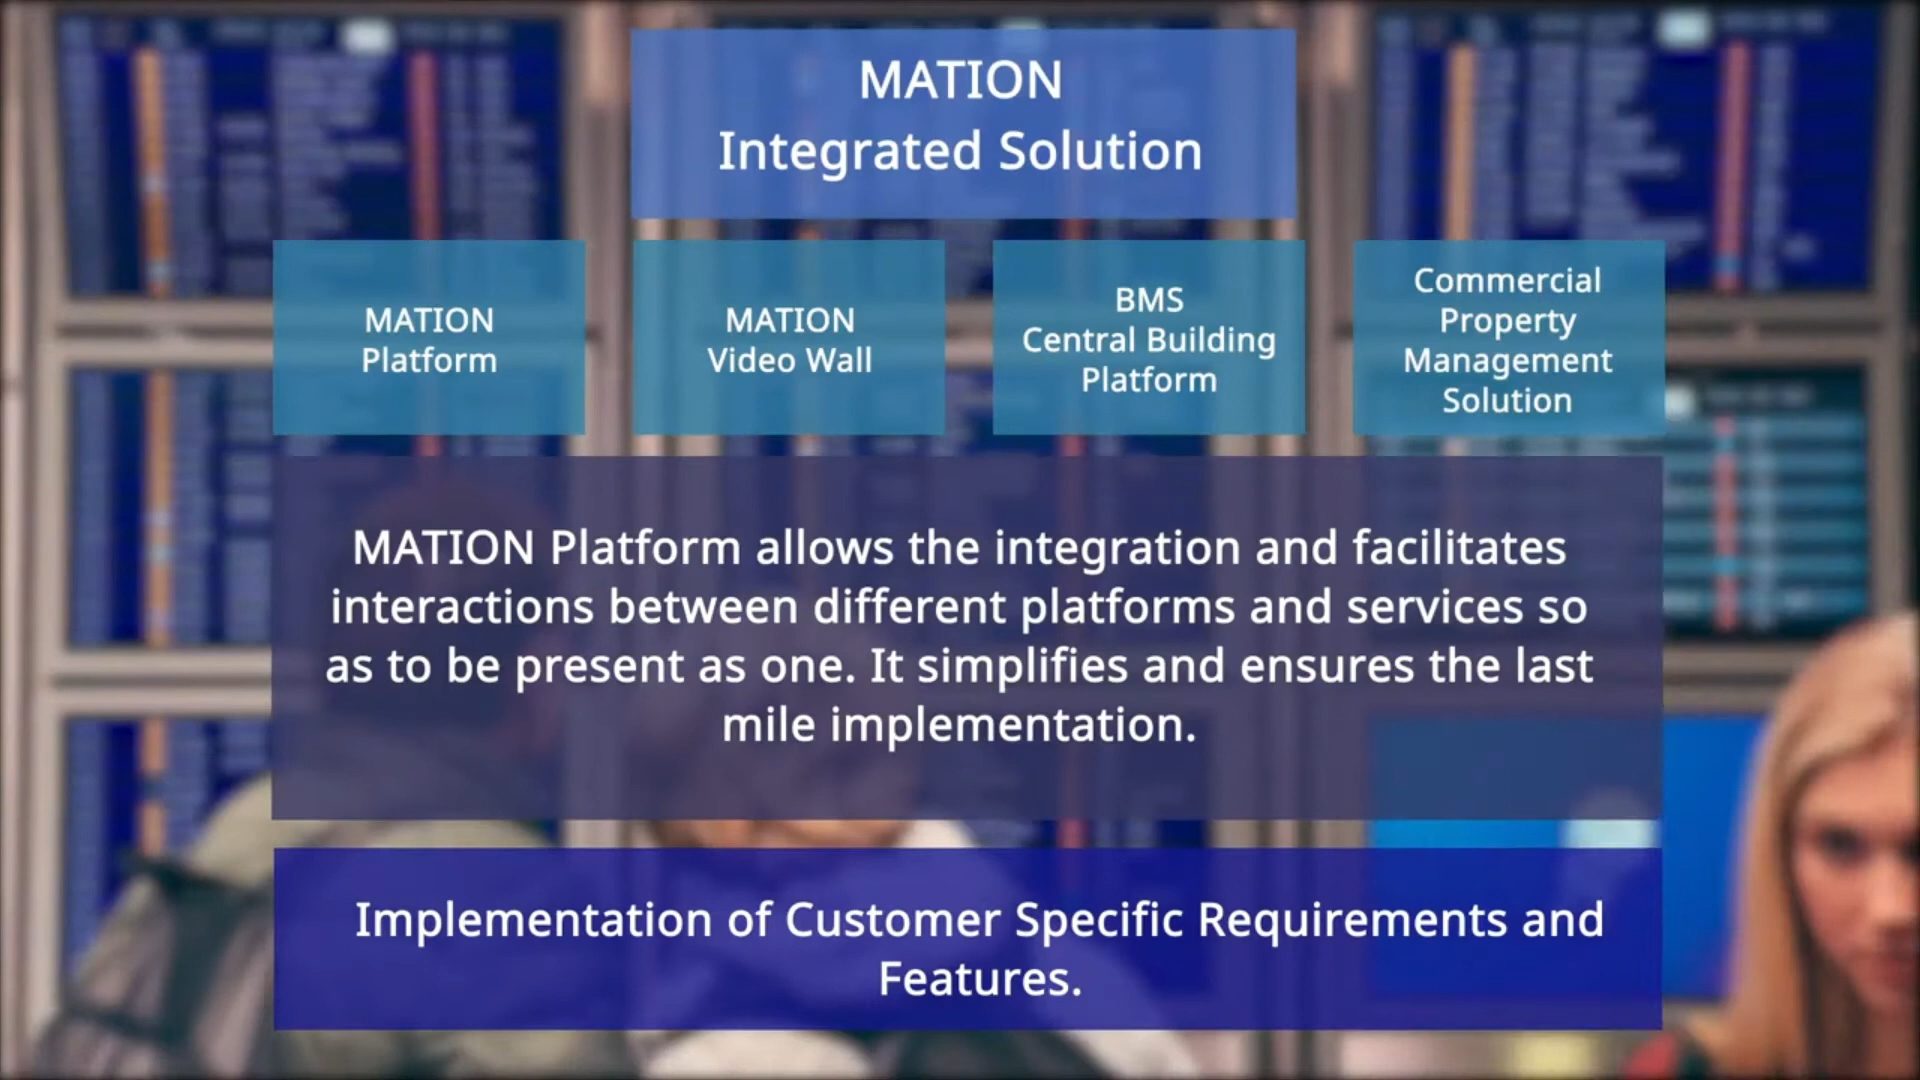 MATION
Integrated Solution
MATION
Platform
MATION
Video Wall
BMS
Central Building
Platform
Commercial
Property
Management
Solution
MATION Platform allows the integration and facilitates
interactions between different platforms and services so
as to be present as one. It simplifies and ensures the last
mile implementation.
Implementation of Customer Specific Requirements and
Features.